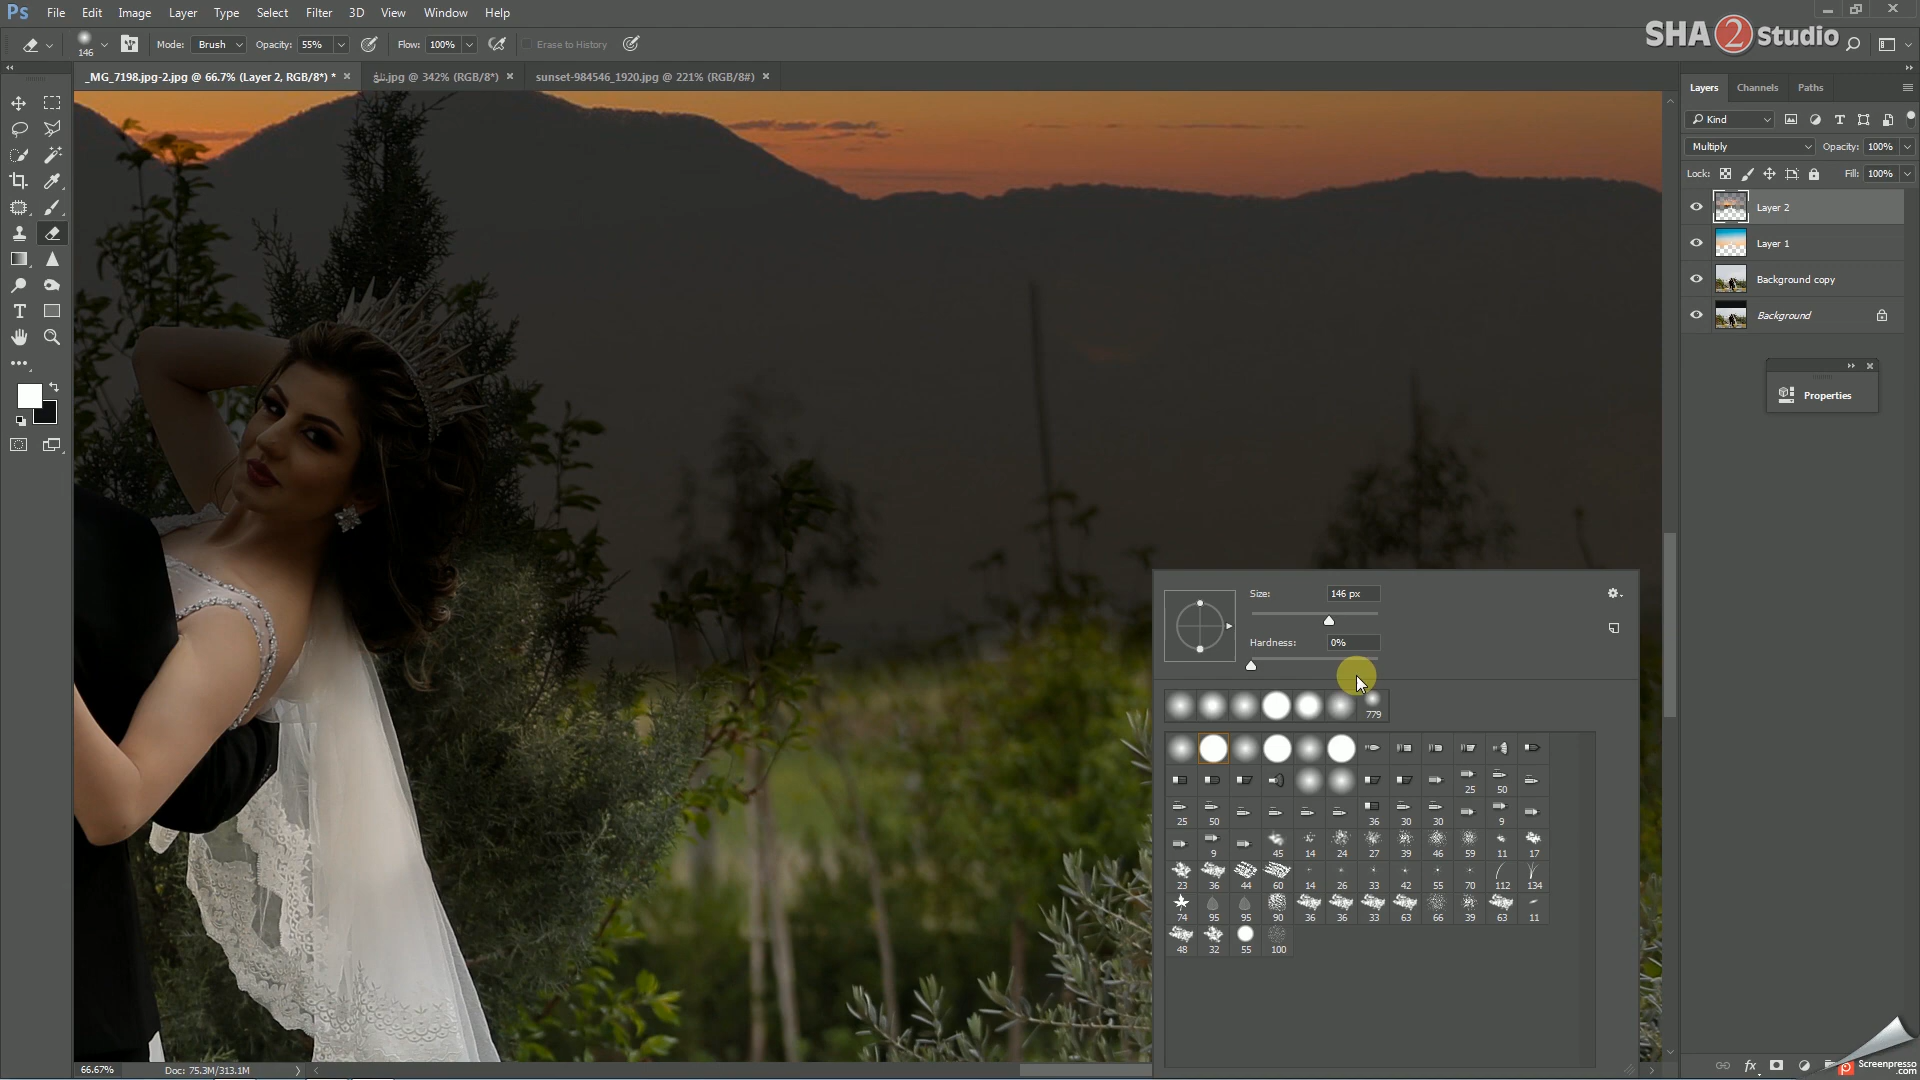 Ps File Edit Image Layer Type Select Filter 3D View Window Help
146 Mode: Brush Opacity: 55% Flow: 100% Erase to History
SHA 2 Studio
_MG_7198.jpg-2.jpg @ 66.7% (Layer 2, RGB/8*) * .jpg @ 342% (RGB/8*) sunset-984546_1920.jpg @ 221% (RGB/8#)
Layers Channels Paths
Kind
Multiply Opacity: 100%
Lock: Fill: 100%
Layer 2
Layer 1
Background copy
Background
Properties
Size: 146 px
Hardness: 0%
779
25 50
25 50 36 30 30 9
9 45 14 24 27 39 46 59 11 17
23 36 44 60 14 26 33 42 55 70 112 134
74 95 95 90 36 36 33 63 66 39 63 11
48 32 55 100
66.67% Doc: 75.3M/313.1M
fx
Screenpresso
.com